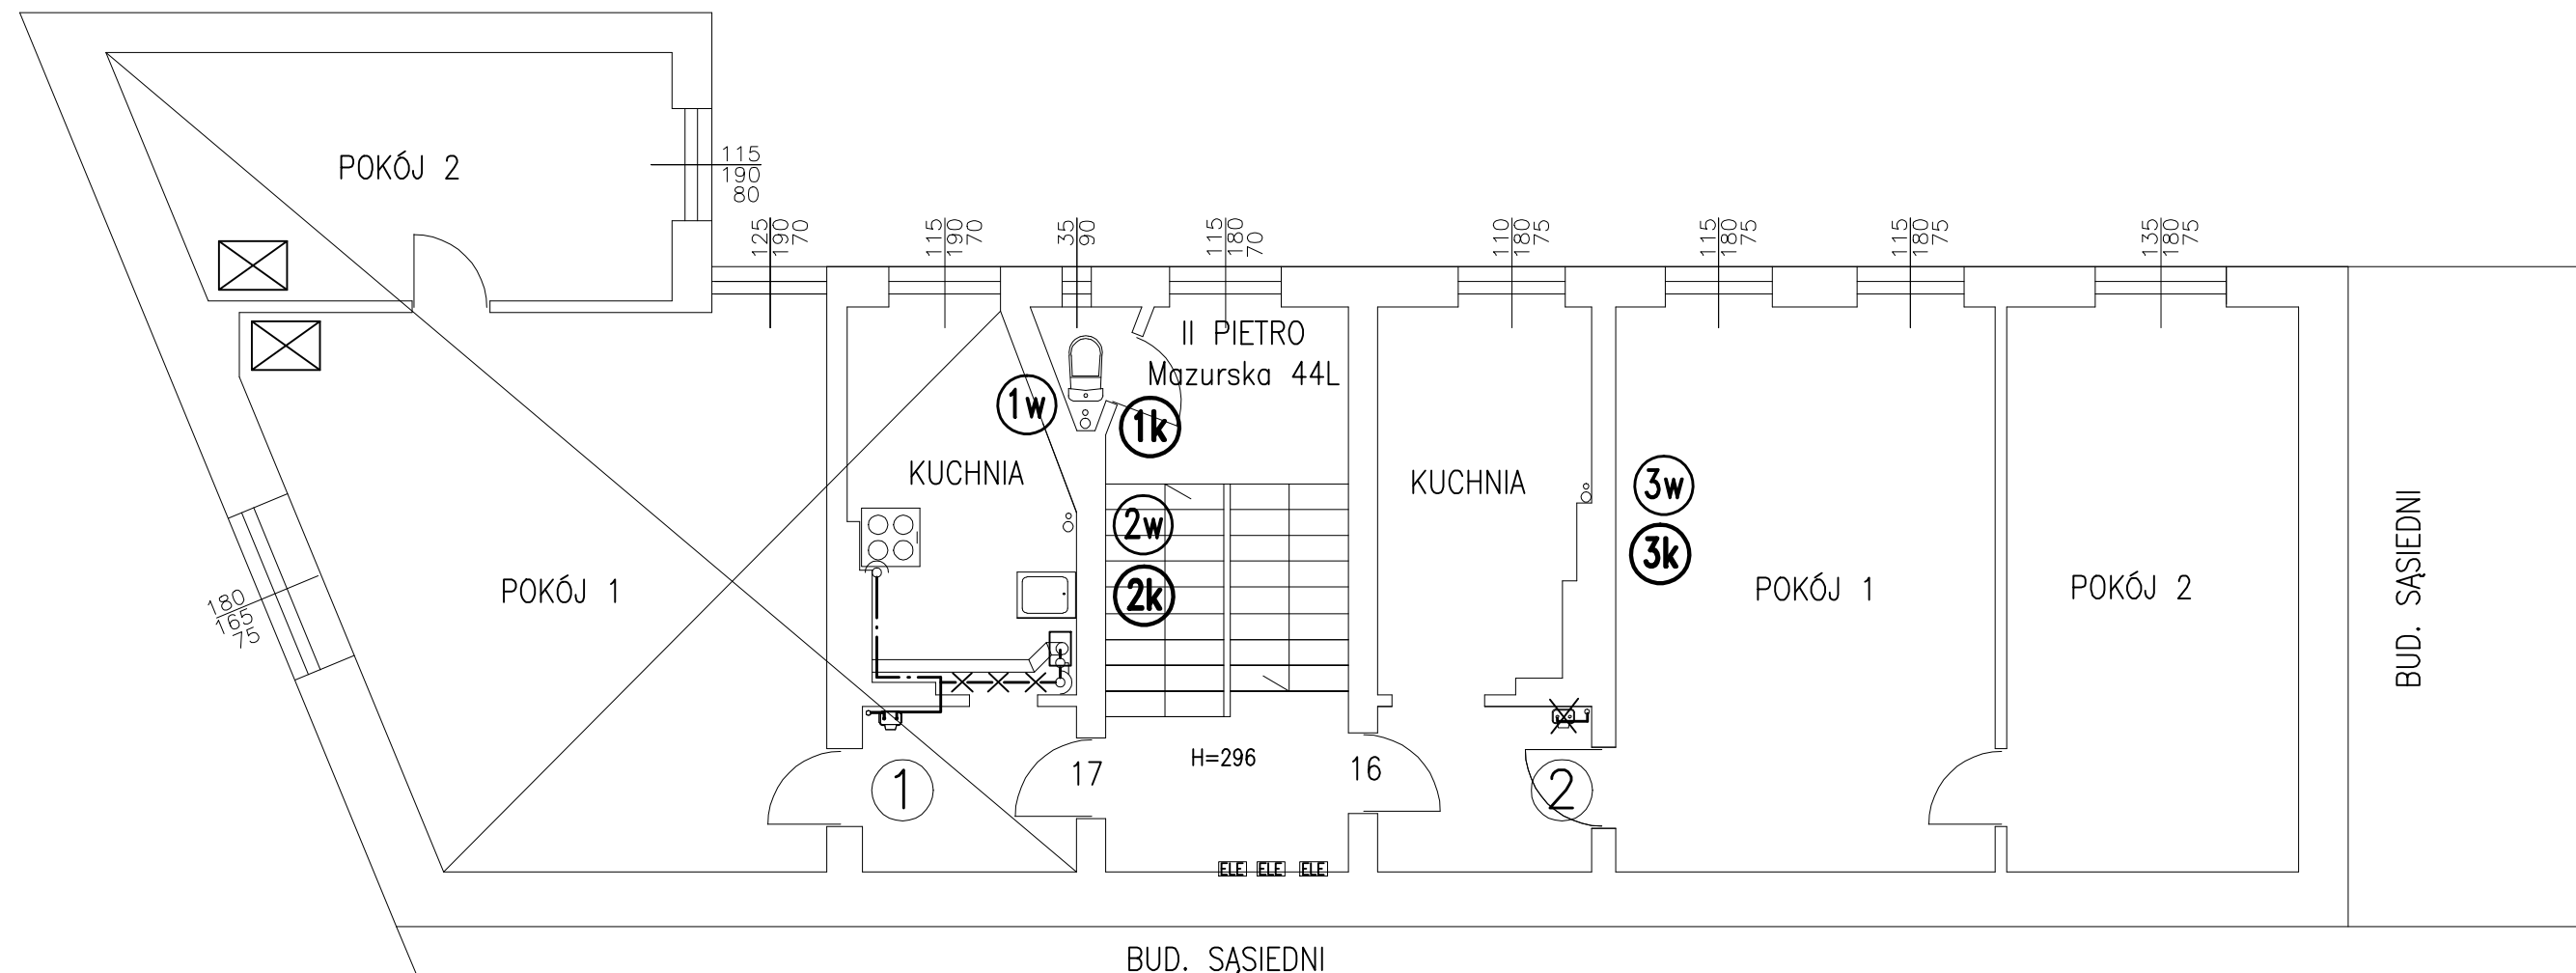 POKÓJ 2
115
190
80
125
190
70
115
190
70
35
90
115
180
70
110
180
75
115
180
75
115
180
75
135
180
75
II PIETRO
Mazurska 44L
1w
1k
KUCHNIA
KUCHNIA
2w
2k
3w
3k
POKÓJ 1
180
165
75
POKÓJ 1
POKÓJ 2
BUD. SĄSIEDNI
1
17
H=296
16
2
ELE
ELE
ELE
BUD. SĄSIEDNI